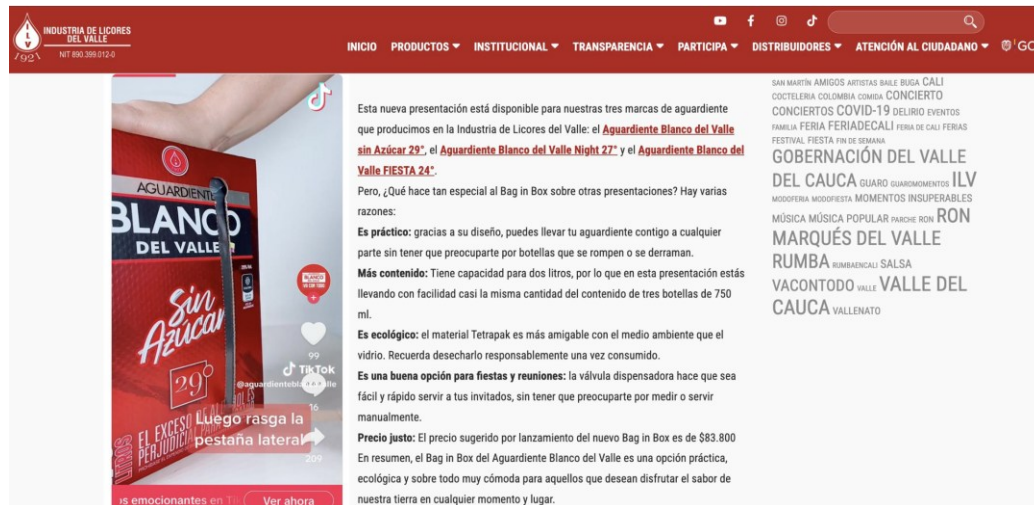 INDUSTRIA DE LICORES
DEL VALLE
NIT 890.399.012-0
ILV
1921
INICIO PRODUCTOS INSTITUCIONAL TRANSPARENCIA PARTICIPA DISTRIBUIDORES ATENCIÓN AL CIUDADANO GO
AGUARDIENTE
BLANCO
DEL VALLE
Sin
Azúcar
29°
EL EXCESO DE AL
PERJUDICIAL PARA
LITROS
BLANCO
99
TikTok
@aguardientebla valle
16
Luego rasga la
pestaña lateral
209
os emocionantes en Ti
Ver ahora
Esta nueva presentación está disponible para nuestras tres marcas de aguardiente
que producimos en la Industria de Licores del Valle: el Aguardiente Blanco del Valle
sin Azúcar 29°, el Aguardiente Blanco del Valle Night 27° y el Aguardiente Blanco del
Valle FIESTA 24°.
Pero, ¿Qué hace tan especial al Bag in Box sobre otras presentaciones? Hay varias
razones:
Es práctico: gracias a su diseño, puedes llevar tu aguardiente contigo a cualquier
parte sin tener que preocuparte por botellas que se rompen o se derraman.
Más contenido: Tiene capacidad para dos litros, por lo que en esta presentación estás
llevando con facilidad casi la misma cantidad del contenido de tres botellas de 750
ml.
Es ecológico: el material Tetrapak es más amigable con el medio ambiente que el
vidrio. Recuerda desecharlo responsablemente una vez consumido.
Es una buena opción para fiestas y reuniones: la válvula dispensadora hace que sea
fácil y rápido servir a tus invitados, sin tener que preocuparte por medir o servir
manualmente.
Precio justo: El precio sugerido por lanzamiento del nuevo Bag in Box es de $83.800
En resumen, el Bag in Box del Aguardiente Blanco del Valle es una opción práctica,
ecológica y sobre todo muy cómoda para aquellos que desean disfrutar el sabor de
nuestra tierra en cualquier momento y lugar.
SAN MARTÍN AMIGOS ARTISTAS BAILE BUGA CALI
COCTELERIA COLOMBIA COMIDA CONCIERTO
CONCIERTOS COVID-19 DELIRIO EVENTOS
FAMILIA FERIA FERIADECALI FERIA DE CALI FERIAS
FESTIVAL FIESTA FIN DE SEMANA
GOBERNACIÓN DEL VALLE
DEL CAUCA GUARO GUAROMOMENTOS ILV
MODOFERIA MODOFIESTA MOMENTOS INSUPERABLES
MÚSICA MÚSICA POPULAR PARCHE RON RON
MARQUÉS DEL VALLE
RUMBA RUMBAENCALI SALSA
VACONTODO VALLE VALLE DEL
CAUCA VALLENATO